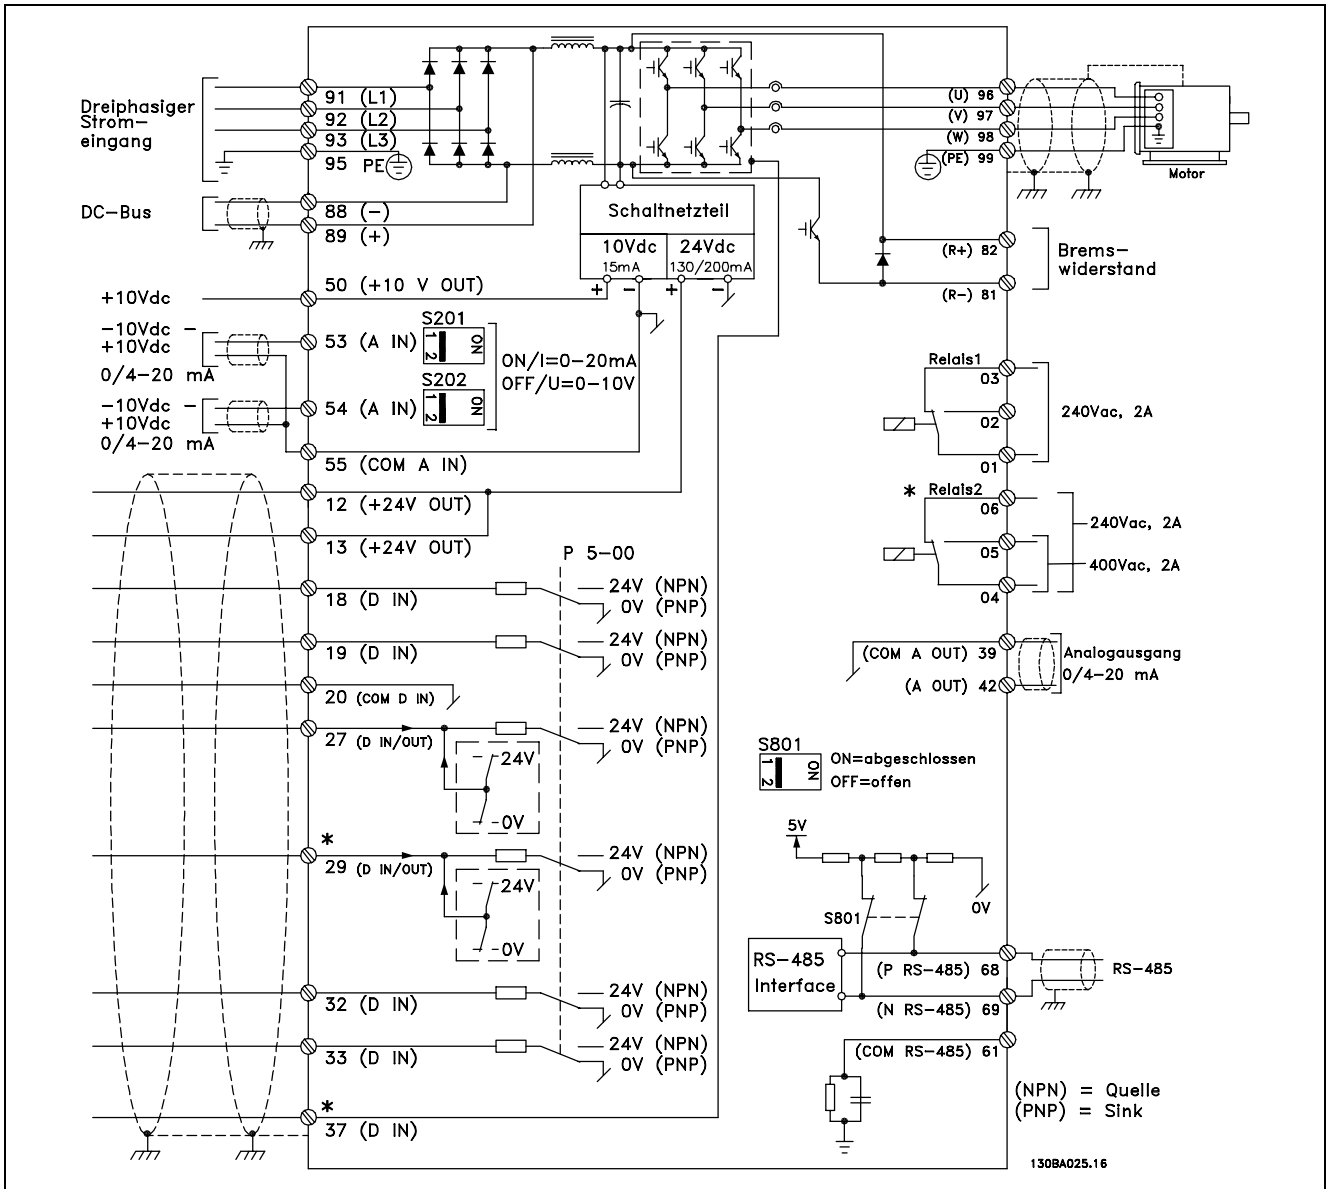 Dreiphasiger
Strom-
eingang
91 (L1)
92 (L2)
93 (L3)
95 PE
DC-Bus
88 (-)
89 (+)
+10Vdc
50 (+10 V OUT)
-10Vdc -
+10Vdc
0/4-20 mA
53 (A IN)
S201
1 2
ON
-10Vdc -
+10Vdc
0/4-20 mA
54 (A IN)
S202
1 2
ON
ON/I=0-20mA
OFF/U=0-10V
55 (COM A IN)
12 (+24V OUT)
13 (+24V OUT)
P 5-00
18 (D IN)
24V (NPN)
0V (PNP)
19 (D IN)
24V (NPN)
0V (PNP)
20 (COM D IN)
27 (D IN/OUT)
24V (NPN)
0V (PNP)
24V
0V
*
29 (D IN/OUT)
24V (NPN)
0V (PNP)
24V
0V
32 (D IN)
24V (NPN)
0V (PNP)
33 (D IN)
24V (NPN)
0V (PNP)
*
37 (D IN)
Schaltnetzteil
10Vdc
15mA
24Vdc
130/200mA
+ - + -
(U) 96
(V) 97
(W) 98
(PE) 99
Motor
(R+) 82
(R-) 81
Brems-
widerstand
Relais1
03
02
01
240Vac, 2A
* Relais2
06
05
04
240Vac, 2A
400Vac, 2A
(COM A OUT) 39
(A OUT) 42
Analogausgang
0/4-20 mA
S801
1 2
ON
ON=abgeschlossen
OFF=offen
5V
0V
S801
RS-485
Interface
(P RS-485) 68
(N RS-485) 69
RS-485
(COM RS-485) 61
(NPN) = Quelle
(PNP) = Sink
130BA025.16